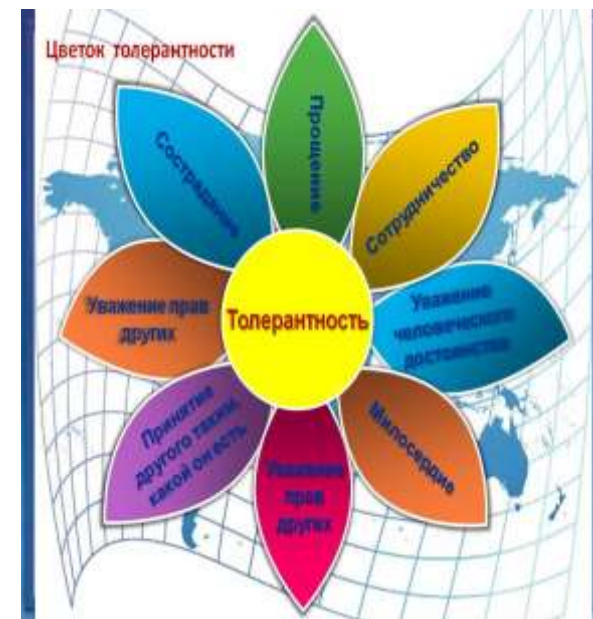 Цветок толерантности
Прощение
Сотрудничество
Уважение
человеческого
достоинства
Милосердие
Уважение
прав
других
Принятие
другого таким,
какой он есть
Уважение прав
других
Сострадание
Толерантность